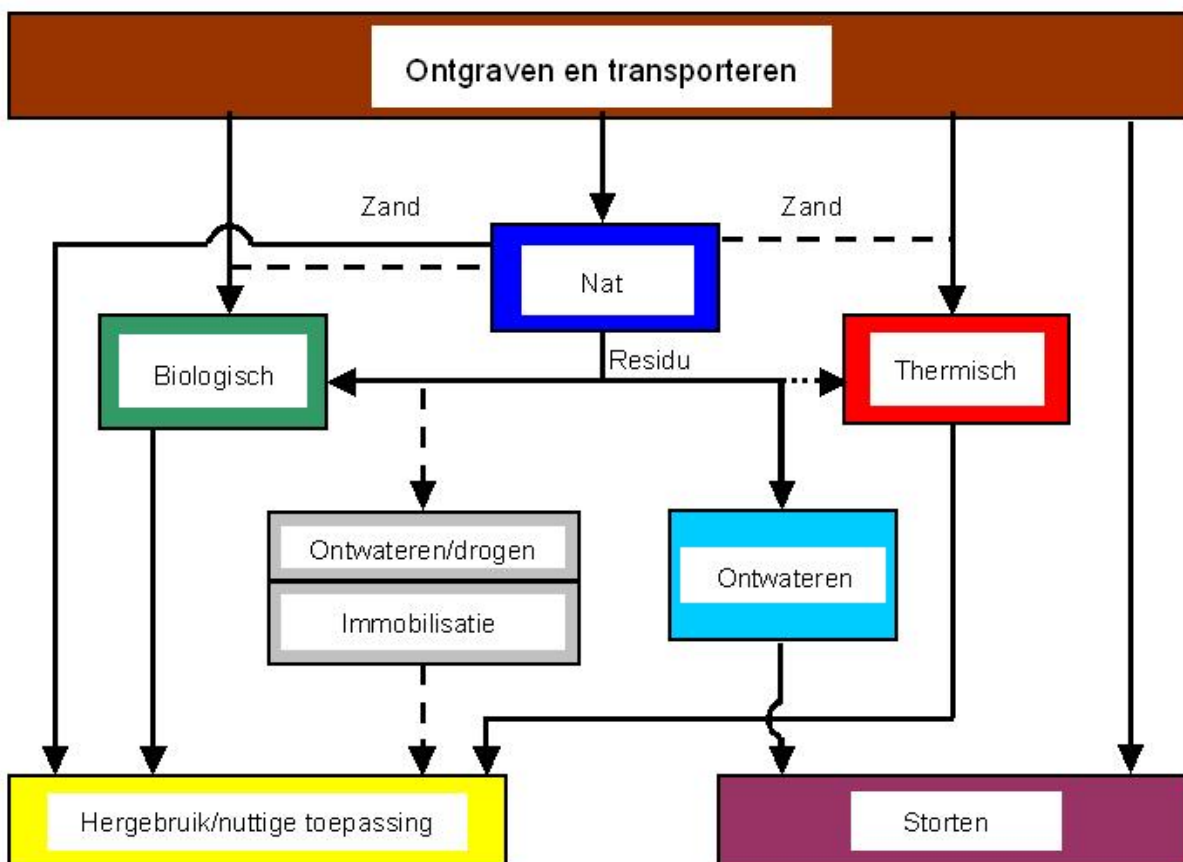 Ontgraven en transporteren
Zand
Zand
Nat
Residu
Biologisch
Thermisch
Ontwateren/drogen
Ontwateren
Immobilisatie
Hergebruik/nuttige toepassing
Storten